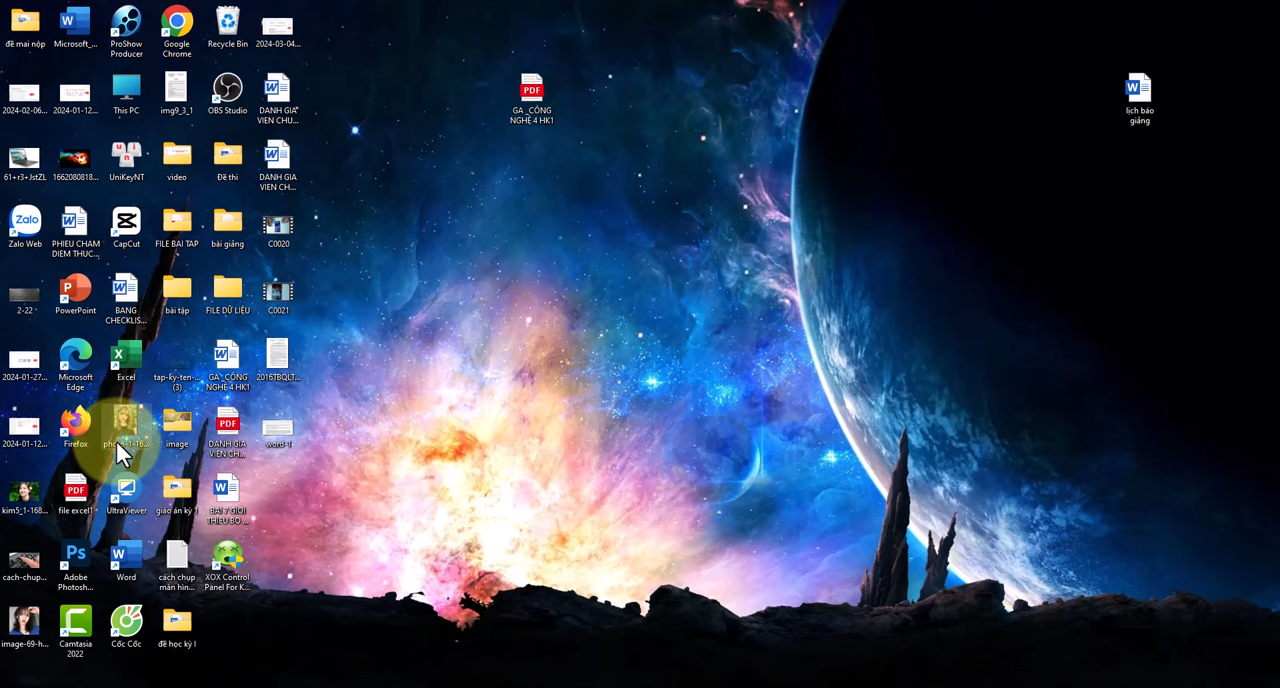 đề mai nộp
Microsoft_...
ProShow
Producer
Google
Chrome
Recycle Bin
2024-03-04...
2024-02-06...
2024-01-12...
This PC
img9_3_1
OBS Studio
DANH GIA
VIEN CHU...
PDF
GA_CÔNG
NGHỆ 4 HK1
lịch báo
giảng
61+r3+JstZL
1662080818...
UniKeyNT
video
Đề thi
DANH GIA
VIEN CH...
Zalo
Zalo Web
PHIEU CHAM
DIEM THUC...
CapCut
FILE BAI TAP
bài giảng
C0020
2-22
PowerPoint
BANG
CHECKLIS...
bài tập
FILE DỮ LIỆU
C0021
2024-01-27...
Microsoft
Edge
Excel
tap-ky-ten-...
(3)
GA_CÔNG
NGHỆ 4 HK1
2016TBQLT...
2024-01-12...
Firefox
image
PDF
DANH GIA
VIEN CH...
word-1
kim5_1-168...
PDF
file excel1
UltraViewer
giáo án kỳ 1
BÀI 7 GIỚI
THIỆU BỘ ...
cach-chup...
Ps
Adobe
Photosh...
Word
cách chụp
màn hìn...
XOX Control
Panel For K...
image-69-h...
Camtasia
2022
Cốc Cốc
đề học kỳ I